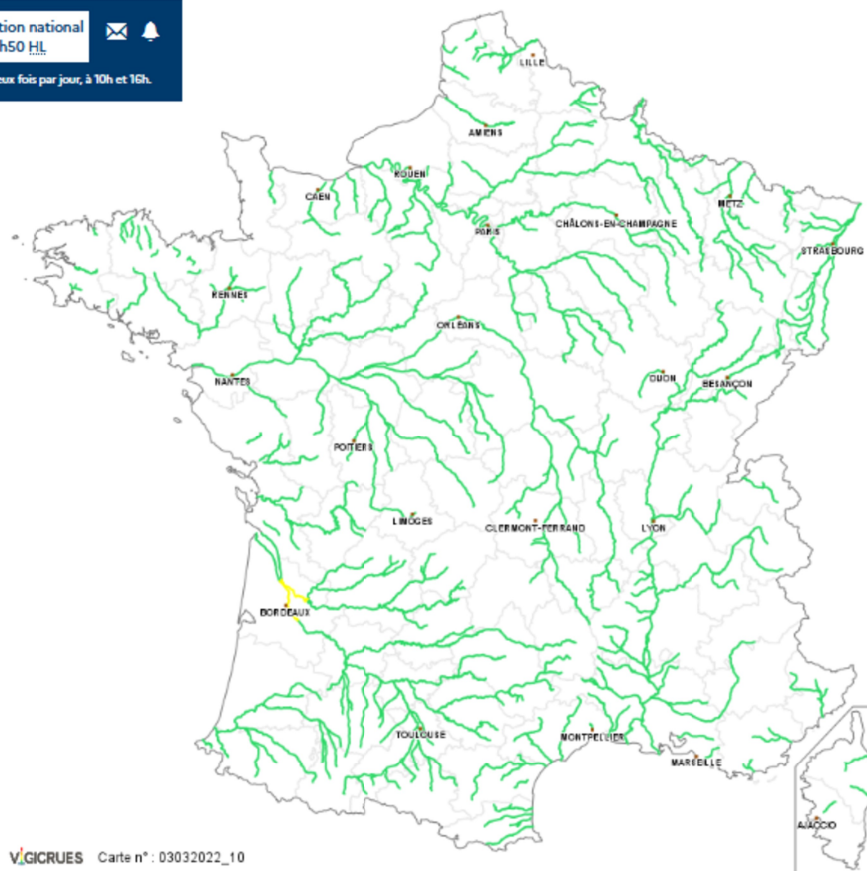 tion national
h50 HL
eux fois par jour, à 10h et 16h.
LILLE
AMIENS
ROUEN
CAEN
METZ
PARIS
CHÂLONS-EN-CHAMPAGNE
STRASBOURG
RENNES
ORLÉANS
NANTES
DIJON
BESANÇON
POITIERS
LIMOGES
CLERMONT-FERRAND
LYON
BORDEAUX
TOULOUSE
MONTPELLIER
MARSEILLE
AJACCIO
VIGICRUES Carte n° : 03032022_10